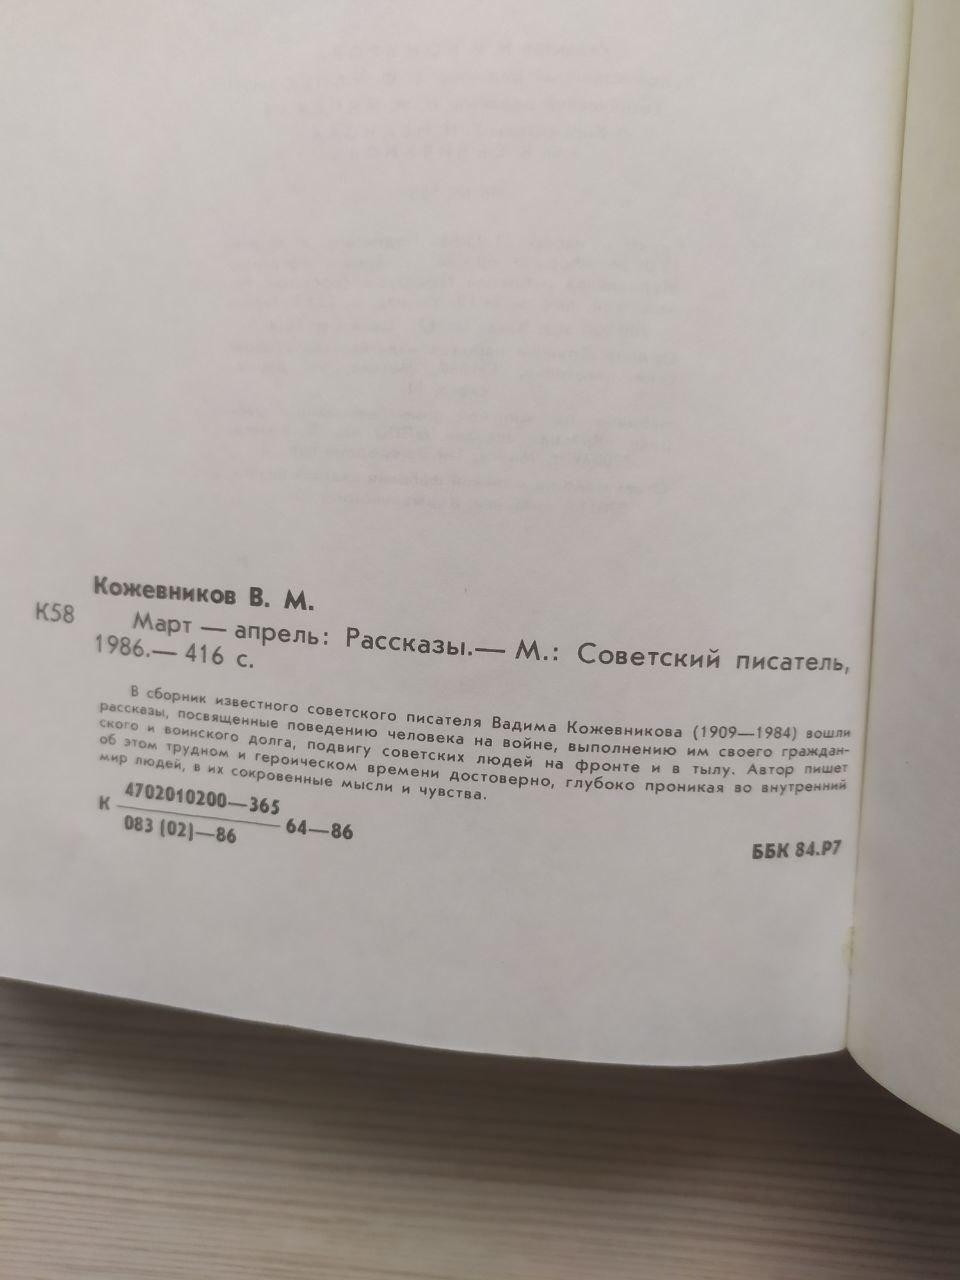 Кожевников В. М.
К58 Март — апрель: Рассказы.— М.: Советский писатель,
1986.— 416 с.
В сборник известного советского писателя Вадима Кожевникова (1909—1984) вошли
рассказы, посвященные поведению человека на войне, выполнению им своего граждан-
ского и воинского долга, подвигу советских людей на фронте и в тылу. Автор пишет
об этом трудном и героическом времени достоверно, глубоко проникая во внутренний
мир людей, в их сокровенные мысли и чувства.
К 4702010200—365
083 (02)—86 64—86
ББК 84.Р7